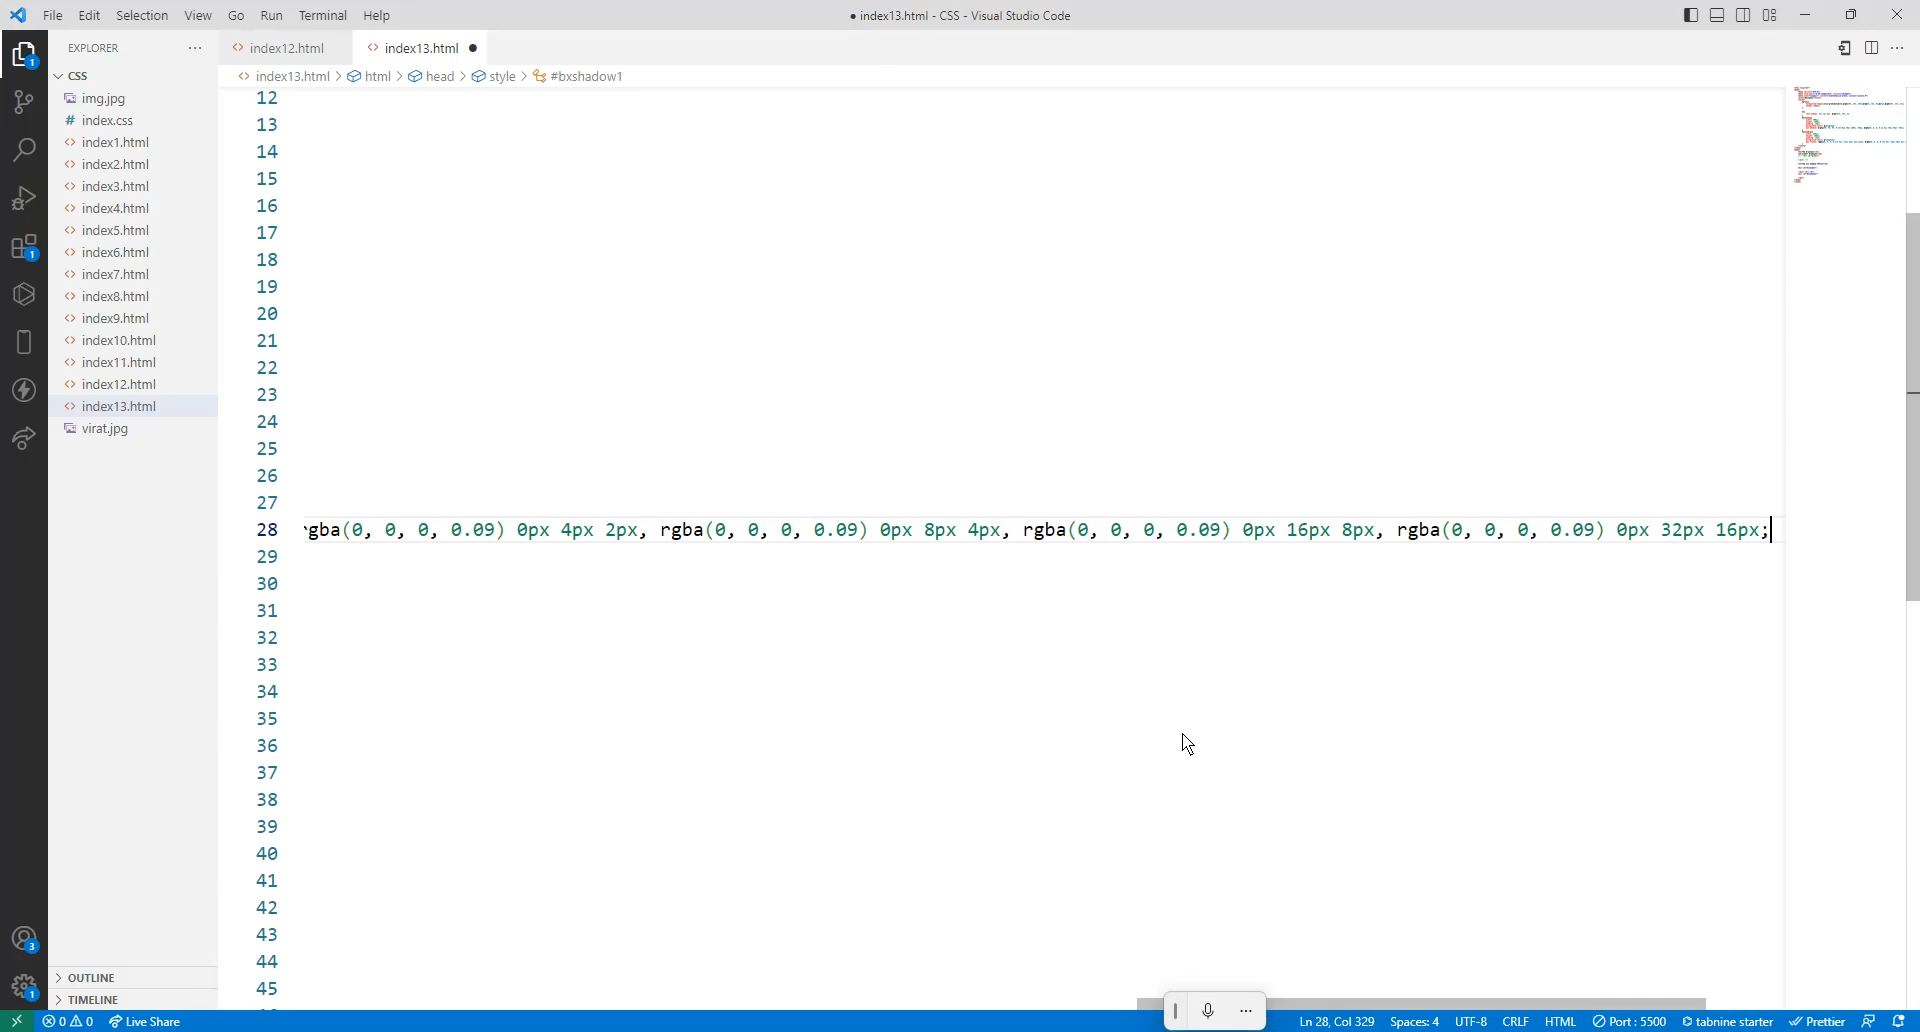 File Edit Selection View Go Run Terminal Help
● index13.html - CSS - Visual Studio Code
EXPLORER
index12.html
index13.html ●
CSS
index13.html > html > head > style > #bxshadow1
img.jpg
# index.css
index1.html
index2.html
index3.html
index4.html
index5.html
index6.html
index7.html
index8.html
index9.html
index10.html
index11.html
index12.html
index13.html
virat.jpg
12
13
14
15
16
17
18
19
20
21
22
23
24
25
26
27
28 rgba(0, 0, 0, 0.09) 0px 4px 2px, rgba(0, 0, 0, 0.09) 0px 8px 4px, rgba(0, 0, 0, 0.09) 0px 16px 8px, rgba(0, 0, 0, 0.09) 0px 32px 16px;
29
30
31
32
33
34
35
36
37
38
39
40
41
42
43
44
45
1
1
3
1
OUTLINE
TIMELINE
0 0 Live Share
Ln 28, Col 329 Spaces: 4 UTF-8 CRLF HTML Port : 5500 tabnine starter Prettier